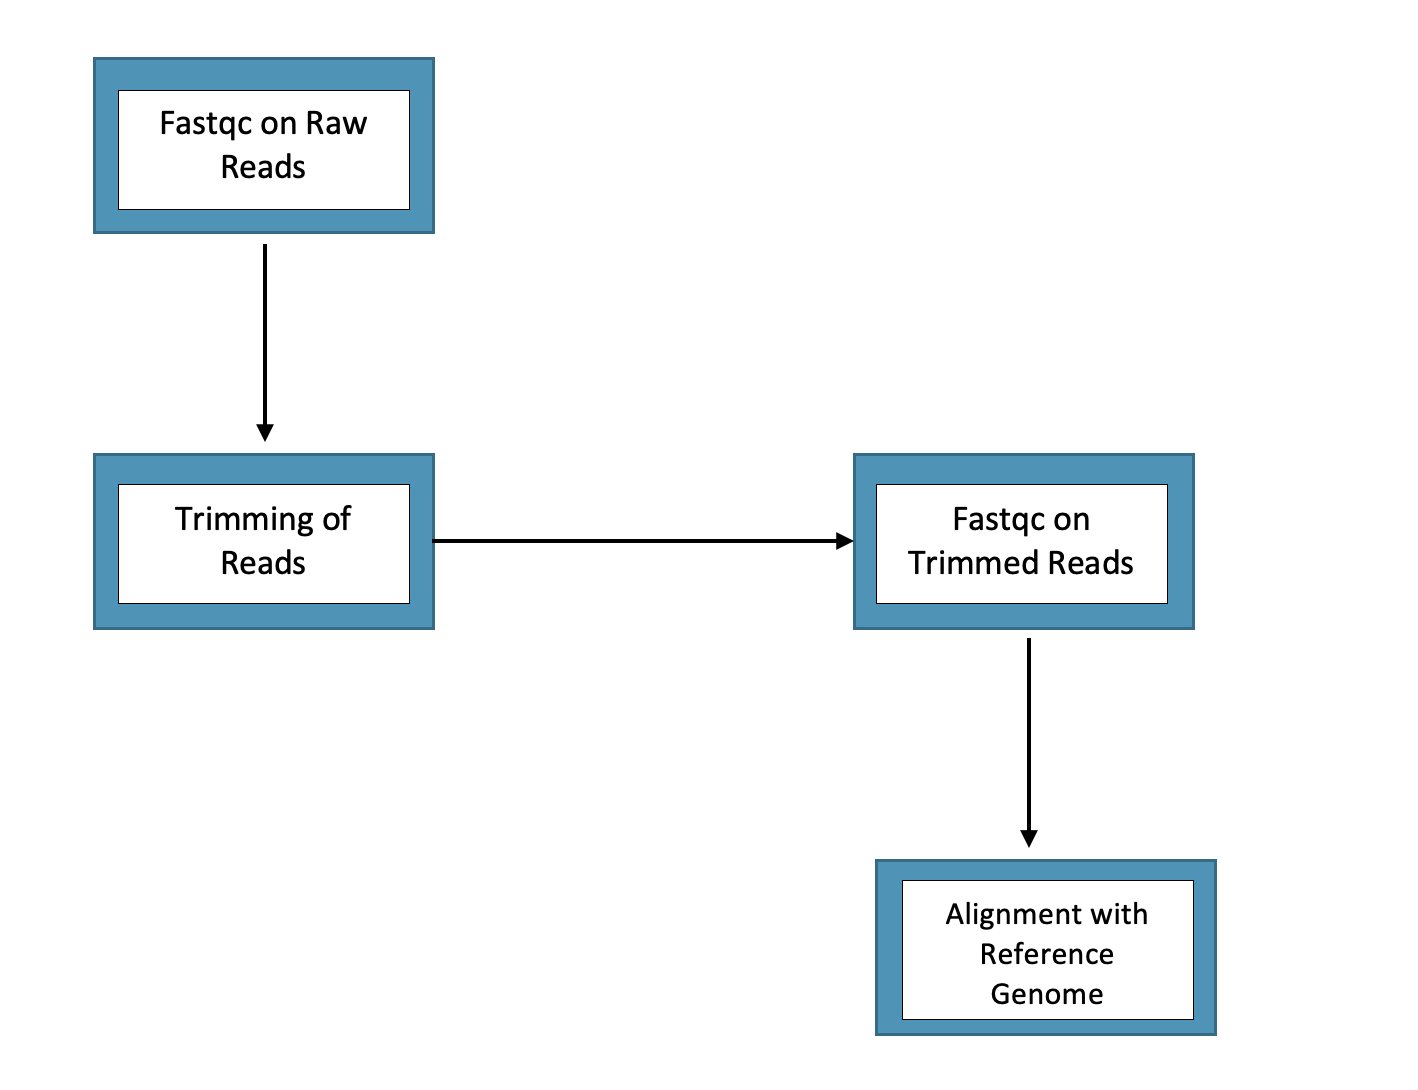 Fastqc on Raw
Reads
Trimming of
Reads
Fastqc on
Trimmed Reads
Alignment with
Reference
Genome